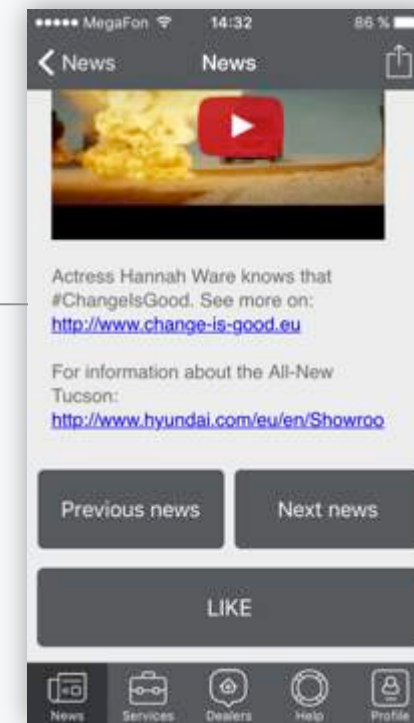 MegaFon 14:32 86 %
News News
Actress Hannah Ware knows that
#ChangeIsGood. See more on:
http://www.change-is-good.eu
For information about the All-New
Tucson:
http://www.hyundai.com/eu/en/Showroo
Previous news Next news
LIKE
News Services Dealers Help Profile